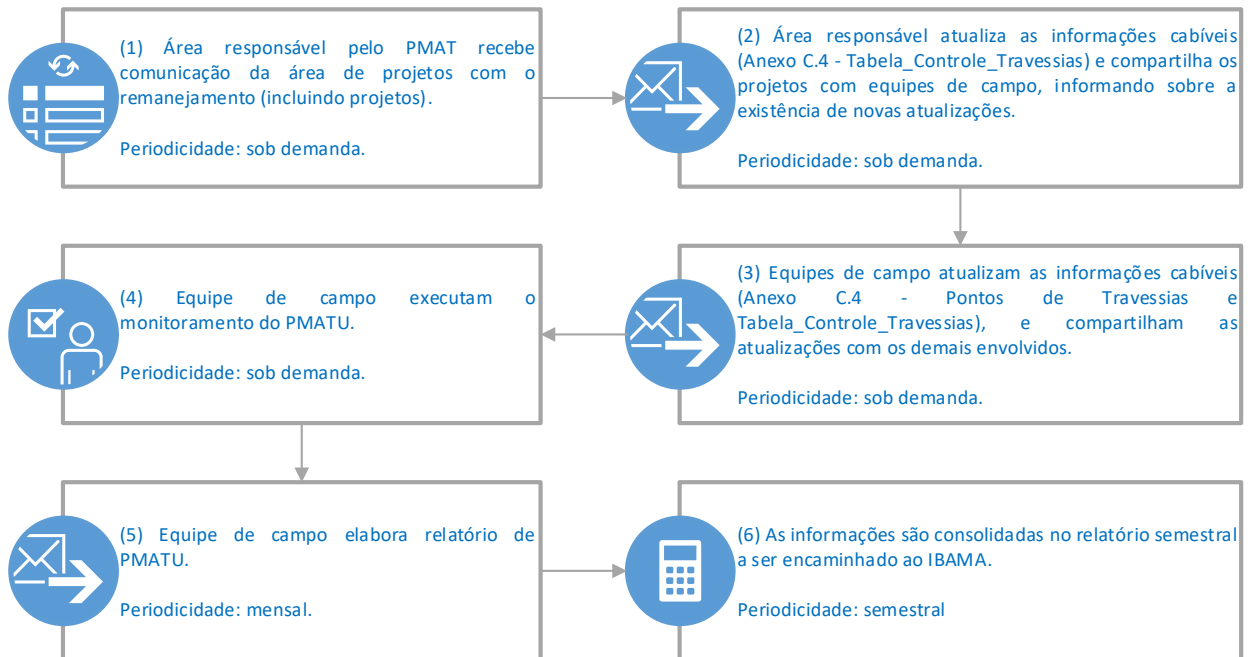 (1) Área responsável pelo PMAT recebe
comunicação da área de projetos com o
remanejamento (incluindo projetos).
Periodicidade: sob demanda.
(2) Área responsável atualiza as informações cabíveis
(Anexo C.4 - Tabela_Controle_Travessias) e compartilha os
projetos com equipes de campo, informando sobre a
existência de novas atualizações.
Periodicidade: sob demanda.
(3) Equipes de campo atualizam as informações cabíveis
(Anexo C.4 - Pontos de Travessias e
Tabela_Controle_Travessias), e compartilham as
atualizações com os demais envolvidos.
Periodicidade: sob demanda.
(4) Equipe de campo executam o
monitoramento do PMATU.
Periodicidade: sob demanda.
(5) Equipe de campo elabora relatório de
PMATU.
Periodicidade: mensal.
(6) As informações são consolidadas no relatório semestral
a ser encaminhado ao IBAMA.
Periodicidade: semestral